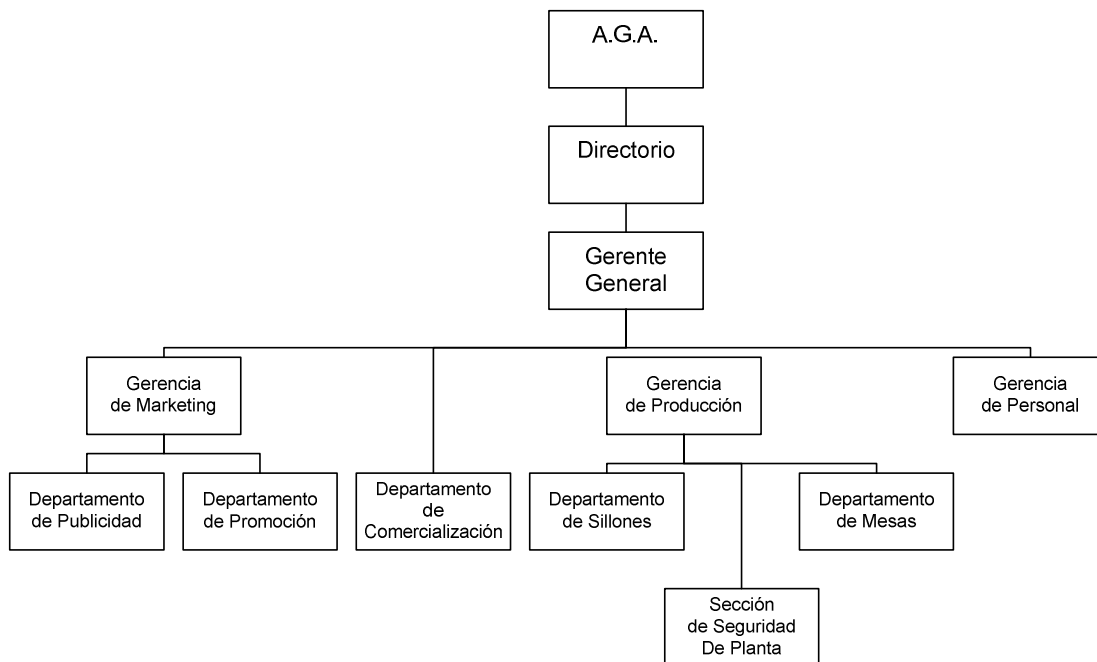 A.G.A.
Directorio
Gerente
General
Gerencia
de Marketing
Gerencia
de Producción
Gerencia
de Personal
Departamento
de Publicidad
Departamento
de Promoción
Departamento
de
Comercialización
Departamento
de Sillones
Departamento
de Mesas
Sección
de Seguridad
De Planta